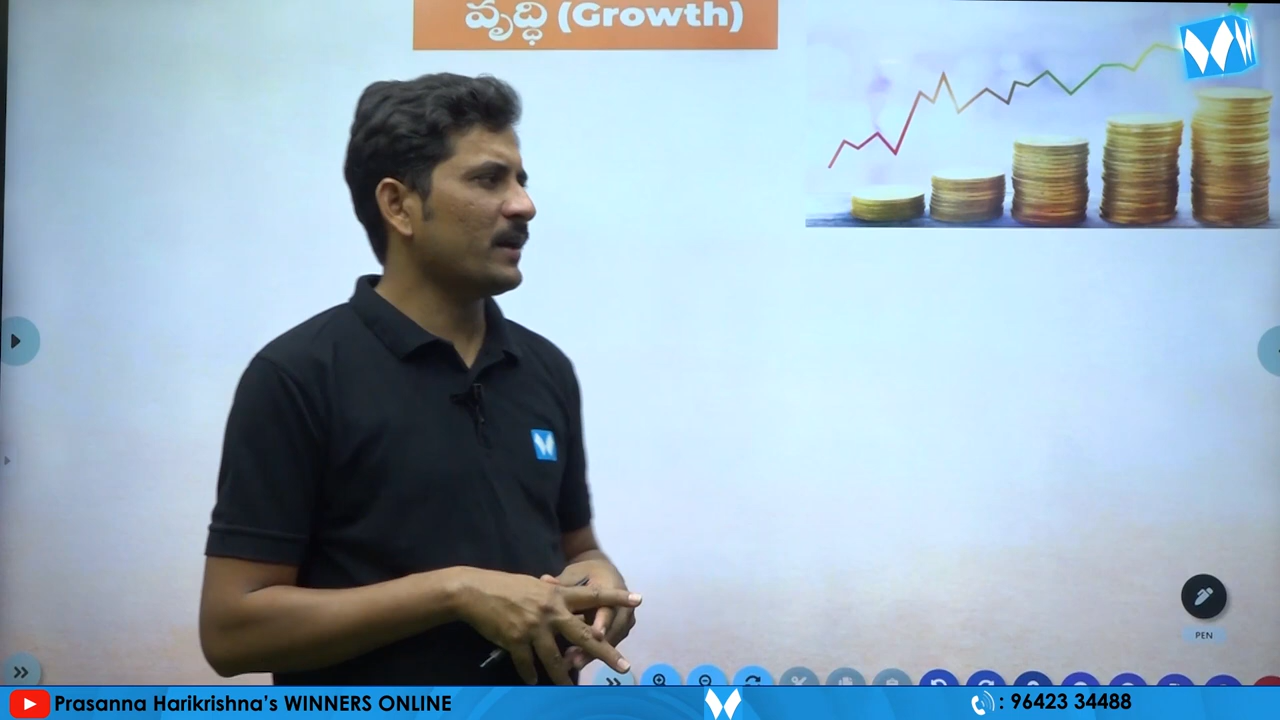 వృద్ధి (Growth)
PEN
Prasanna Harikrishna's WINNERS ONLINE
: 96423 34488